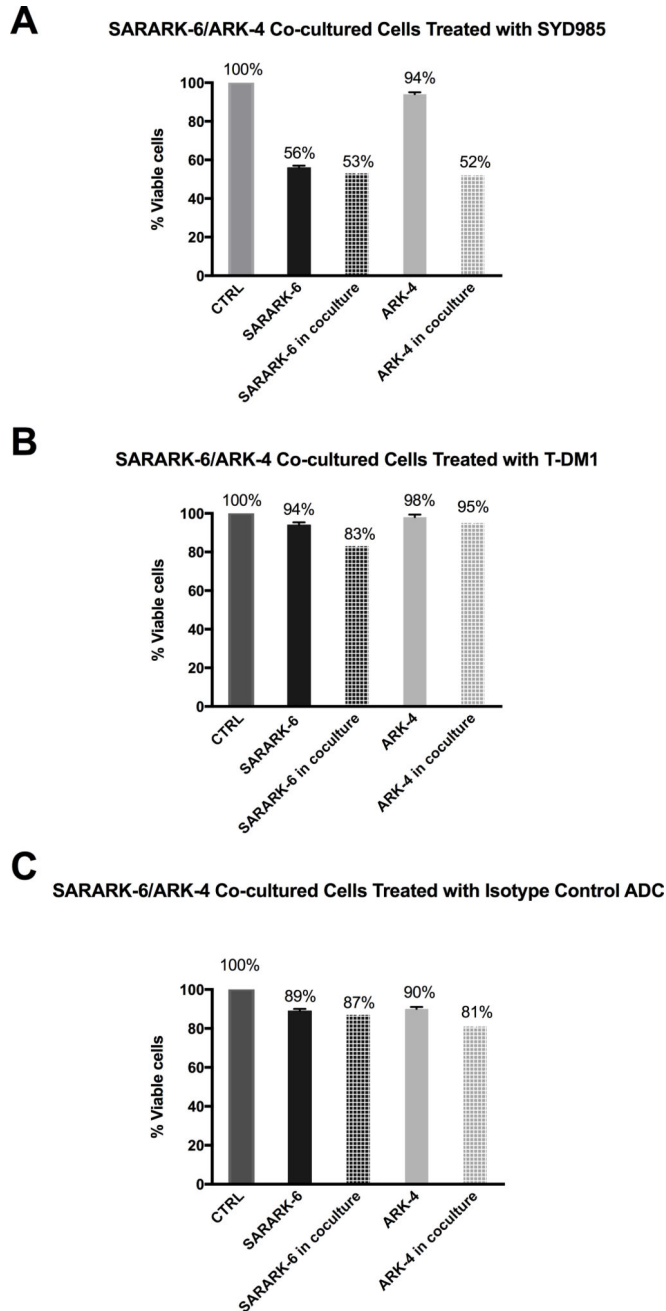 A
SARARK-6/ARK-4 Co-cultured Cells Treated with SYD985
100%
94%
56%
53%
52%
100
80
60
40
20
0
% Viable cells
CTRL
SARARK-6
SARARK-6 in coculture
ARK-4
ARK-4 in coculture
B
SARARK-6/ARK-4 Co-cultured Cells Treated with T-DM1
100%
94%
83%
98%
95%
100
80
60
40
20
0
% Viable cells
CTRL
SARARK-6
SARARK-6 in coculture
ARK-4
ARK-4 in coculture
C
SARARK-6/ARK-4 Co-cultured Cells Treated with Isotype Control ADC
100%
89%
87%
90%
81%
100
80
60
40
20
0
% Viable cells
CTRL
SARARK-6
SARARK-6 in coculture
ARK-4
ARK-4 in coculture